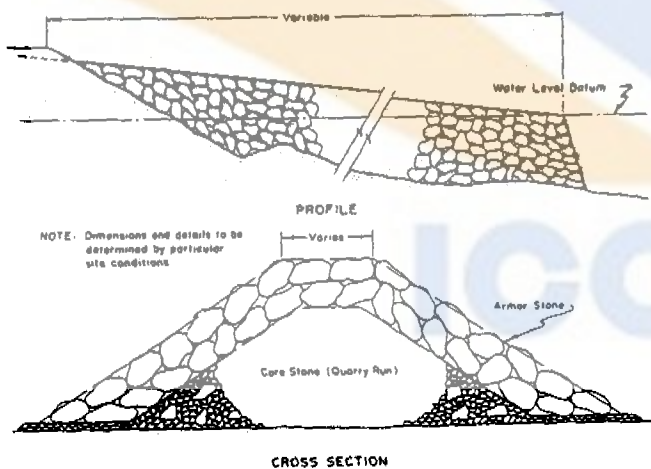 Variable
Water Level Datum
PROFILE
NOTE: Dimensions and details to be
determined by particular
site conditions
Varies
Armor Stone
Core Stone (Quarry Run)
CROSS SECTION
ICO